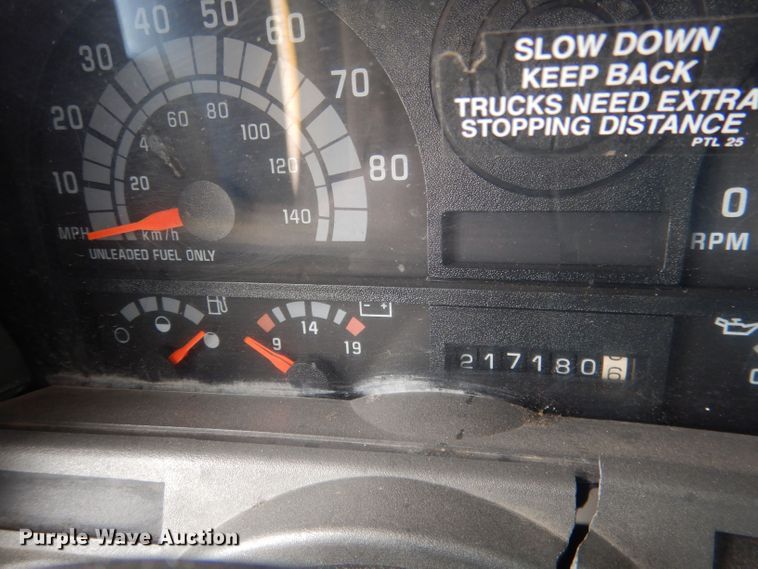 SLOW DOWN
KEEP BACK
TRUCKS NEED EXTRA
STOPPING DISTANCE
PTL 25
10
20
30
40
50
60
70
80
20
4
60
80
100
120
140
MPH
km/h
UNLEADED FUEL ONLY
0
RPM
9
14
19
- +
217180
Purple Wave Auction